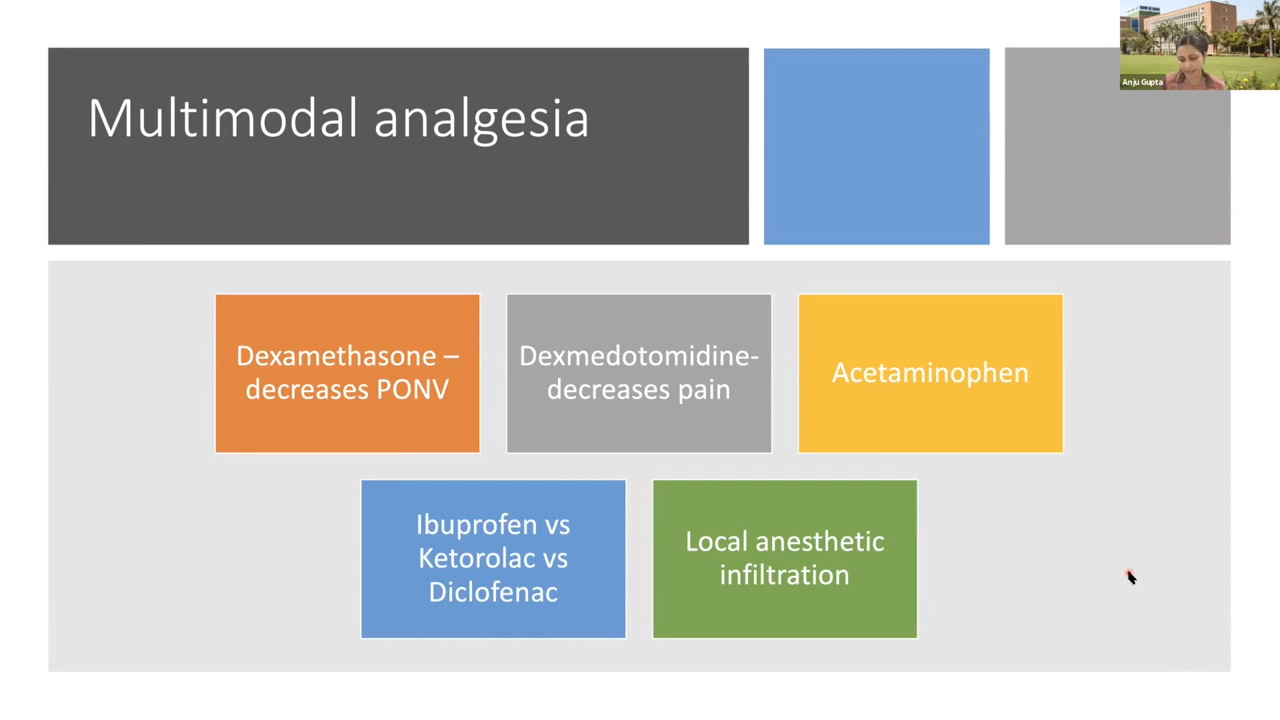 Multimodal analgesia
Anju Gupta
Dexamethasone –
decreases PONV
Dexmedotomidine-
decreases pain
Acetaminophen
Ibuprofen vs
Ketorolac vs
Diclofenac
Local anesthetic
infiltration